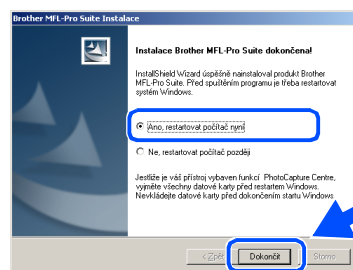 Brother MFL-Pro Suite Instalace
Instalace Brother MFL-Pro Suite dokončena!
InstallShield Wizard úspěšně nainstaloval produkt Brother
MFL-Pro Suite. Před spuštěním programu je třeba restartovat
systém Windows.
Ano, restartovat počítač nyní
Ne, restartovat počítač později
Jestliže je váš přístroj vybaven funkcí PhotoCapture Centre,
vyjměte všechny datové karty před restartem Windows.
Nevkládejte datové karty před dokončením startu Windows
< Zpět
Dokončit
Storno